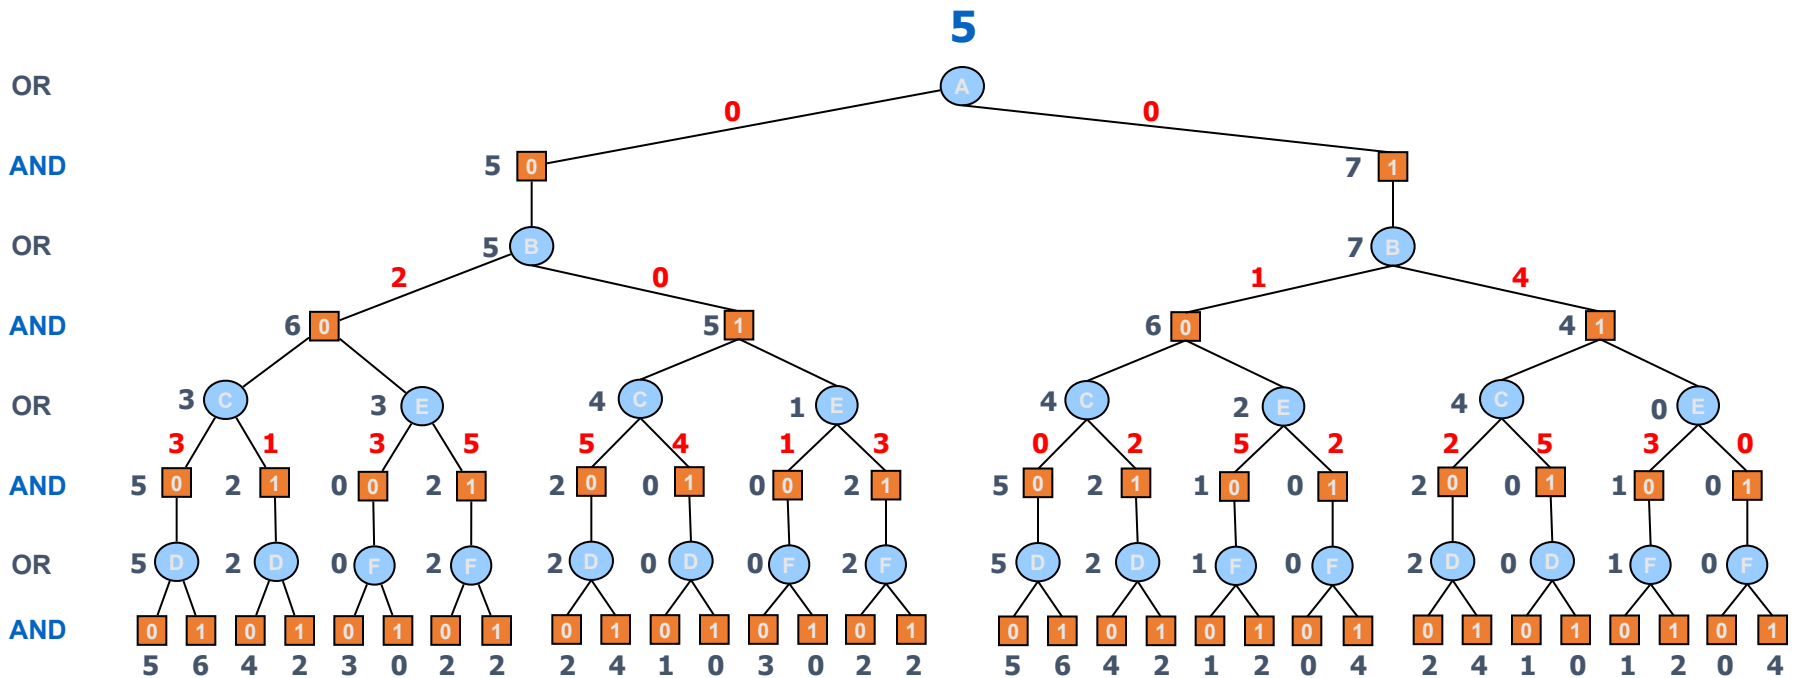 5
OR A
0 0
AND 5 0 7 1
OR 5 B 7 B
2 0 1 4
AND 6 0 5 1 6 0 4 1
OR 3 C 3 E 4 C 1 E 4 C 2 E 4 C 0 E
3 1 3 5 5 4 1 3 0 2 5 2 2 5 3 0
AND 5 0 2 1 0 0 2 1 2 0 0 1 0 0 2 1 5 0 2 1 1 0 0 1 2 0 0 1 1 0 0 1
OR 5 D 2 D 0 F 2 F 2 D 0 D 0 F 2 F 5 D 2 D 1 F 0 F 2 D 0 D 1 F 0 F
AND 0 1 0 1 0 1 0 1 0 1 0 1 0 1 0 1 0 1 0 1 0 1 0 1 0 1 0 1 0 1 0 1
5 6 4 2 3 0 2 2 2 4 1 0 3 0 2 2 5 6 4 2 1 2 0 4 2 4 1 0 1 2 0 4